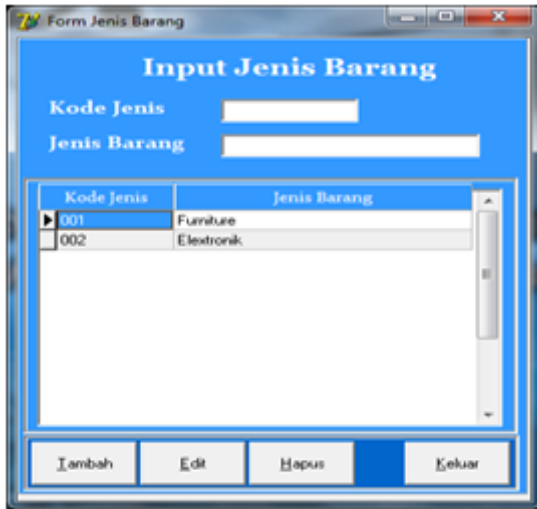 Form Jenis Barang
Input Jenis Barang
Kode Jenis
Jenis Barang
Kode Jenis Jenis Barang
001 Furniture
002 Elextronik
Tambah Edit Hapus Keluar